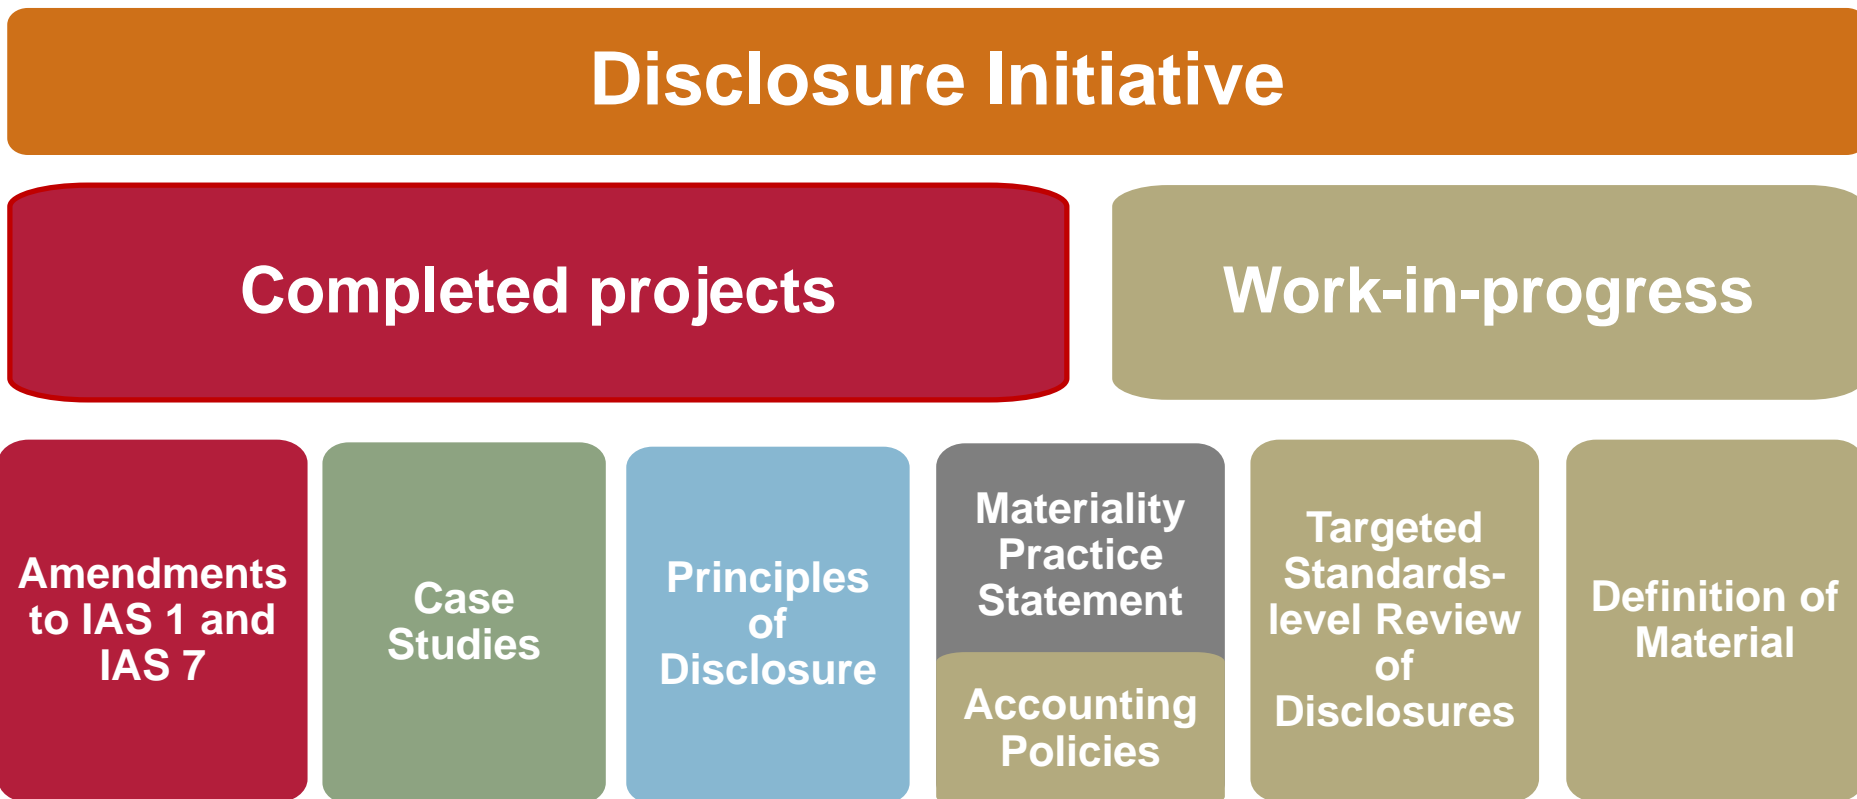 Disclosure Initiative
Completed projects
Work-in-progress
Amendments
to IAS 1 and
IAS 7
Case
Studies
Principles
of
Disclosure
Materiality
Practice
Statement
Accounting
Policies
Targeted
Standards-
level Review
of
Disclosures
Definition of
Material